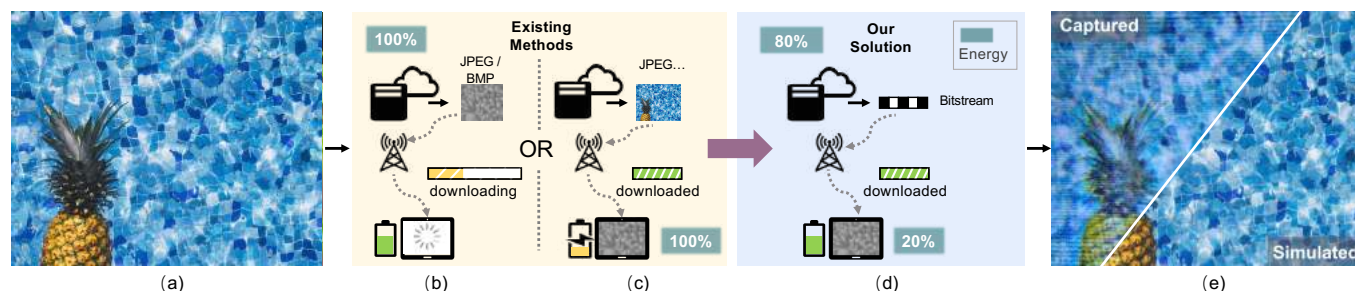 100%
Existing
Methods
JPEG /
BMP
JPEG...
OR
downloading
downloaded
100%
80%
Our
Solution
Energy
Bitstream
downloaded
20%
Captured
Simulated
(a)
(b)
(c)
(d)
(e)